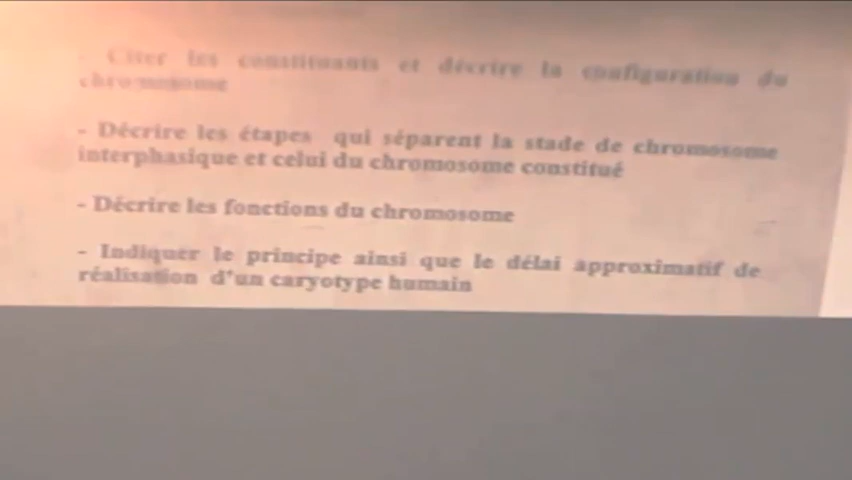 - Citer les constituants et décrire la configuration du
chromosome
- Décrire les étapes qui séparent la stade de chromosome
interphasique et celui du chromosome constitué
- Décrire les fonctions du chromosome
- Indiquer le principe ainsi que le délai approximatif de
réalisation d'un caryotype humain